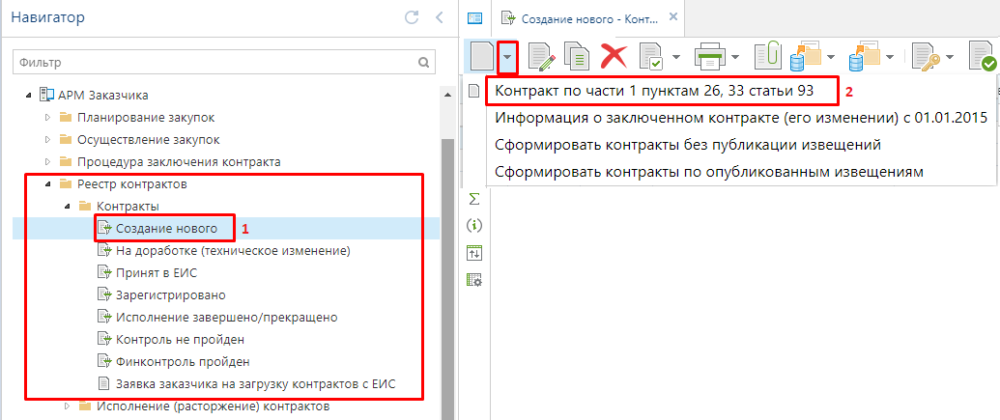 Навигатор
Фильтр
АРМ Заказчика
Планирование закупок
Осуществление закупок
Процедура заключения контракта
Реестр контрактов
Контракты
Создание нового 1
На доработке (техническое изменение)
Принят в ЕИС
Зарегистрировано
Исполнение завершено/прекращено
Контроль не пройден
Финконтроль пройден
Заявка заказчика на загрузку контрактов с ЕИС
Исполнение (расторжение) контрактов
Создание нового - Конт...
Контракт по части 1 пунктам 26, 33 статьи 93 2
Информация о заключенном контракте (его изменении) с 01.01.2015
Сформировать контракты без публикации извещений
Сформировать контракты по опубликованным извещениям